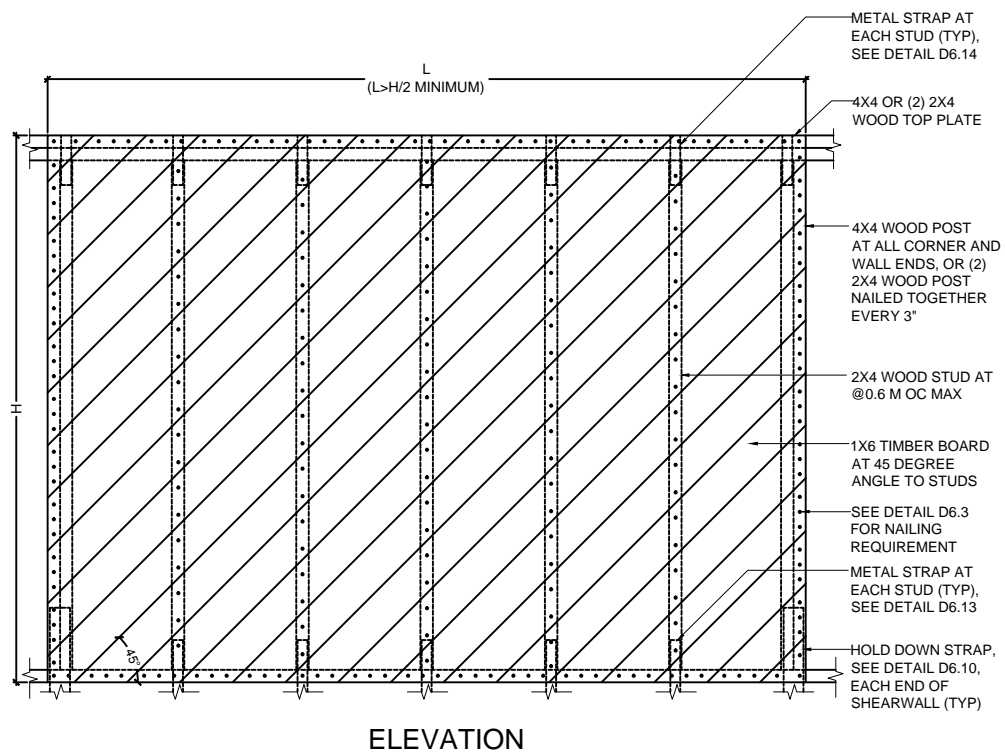 METAL STRAP AT
EACH STUD (TYP),
SEE DETAIL D6.14
L
(L>H/2 MINIMUM)
4X4 OR (2) 2X4
WOOD TOP PLATE
4X4 WOOD POST
AT ALL CORNER AND
WALL ENDS, OR (2)
2X4 WOOD POST
NAILED TOGETHER
EVERY 3"
2X4 WOOD STUD AT
@0.6 M OC MAX
H
1X6 TIMBER BOARD
AT 45 DEGREE
ANGLE TO STUDS
SEE DETAIL D6.3
FOR NAILING
REQUIREMENT
METAL STRAP AT
EACH STUD (TYP),
SEE DETAIL D6.13
45°
HOLD DOWN STRAP,
SEE DETAIL D6.10,
EACH END OF
SHEARWALL (TYP)
ELEVATION